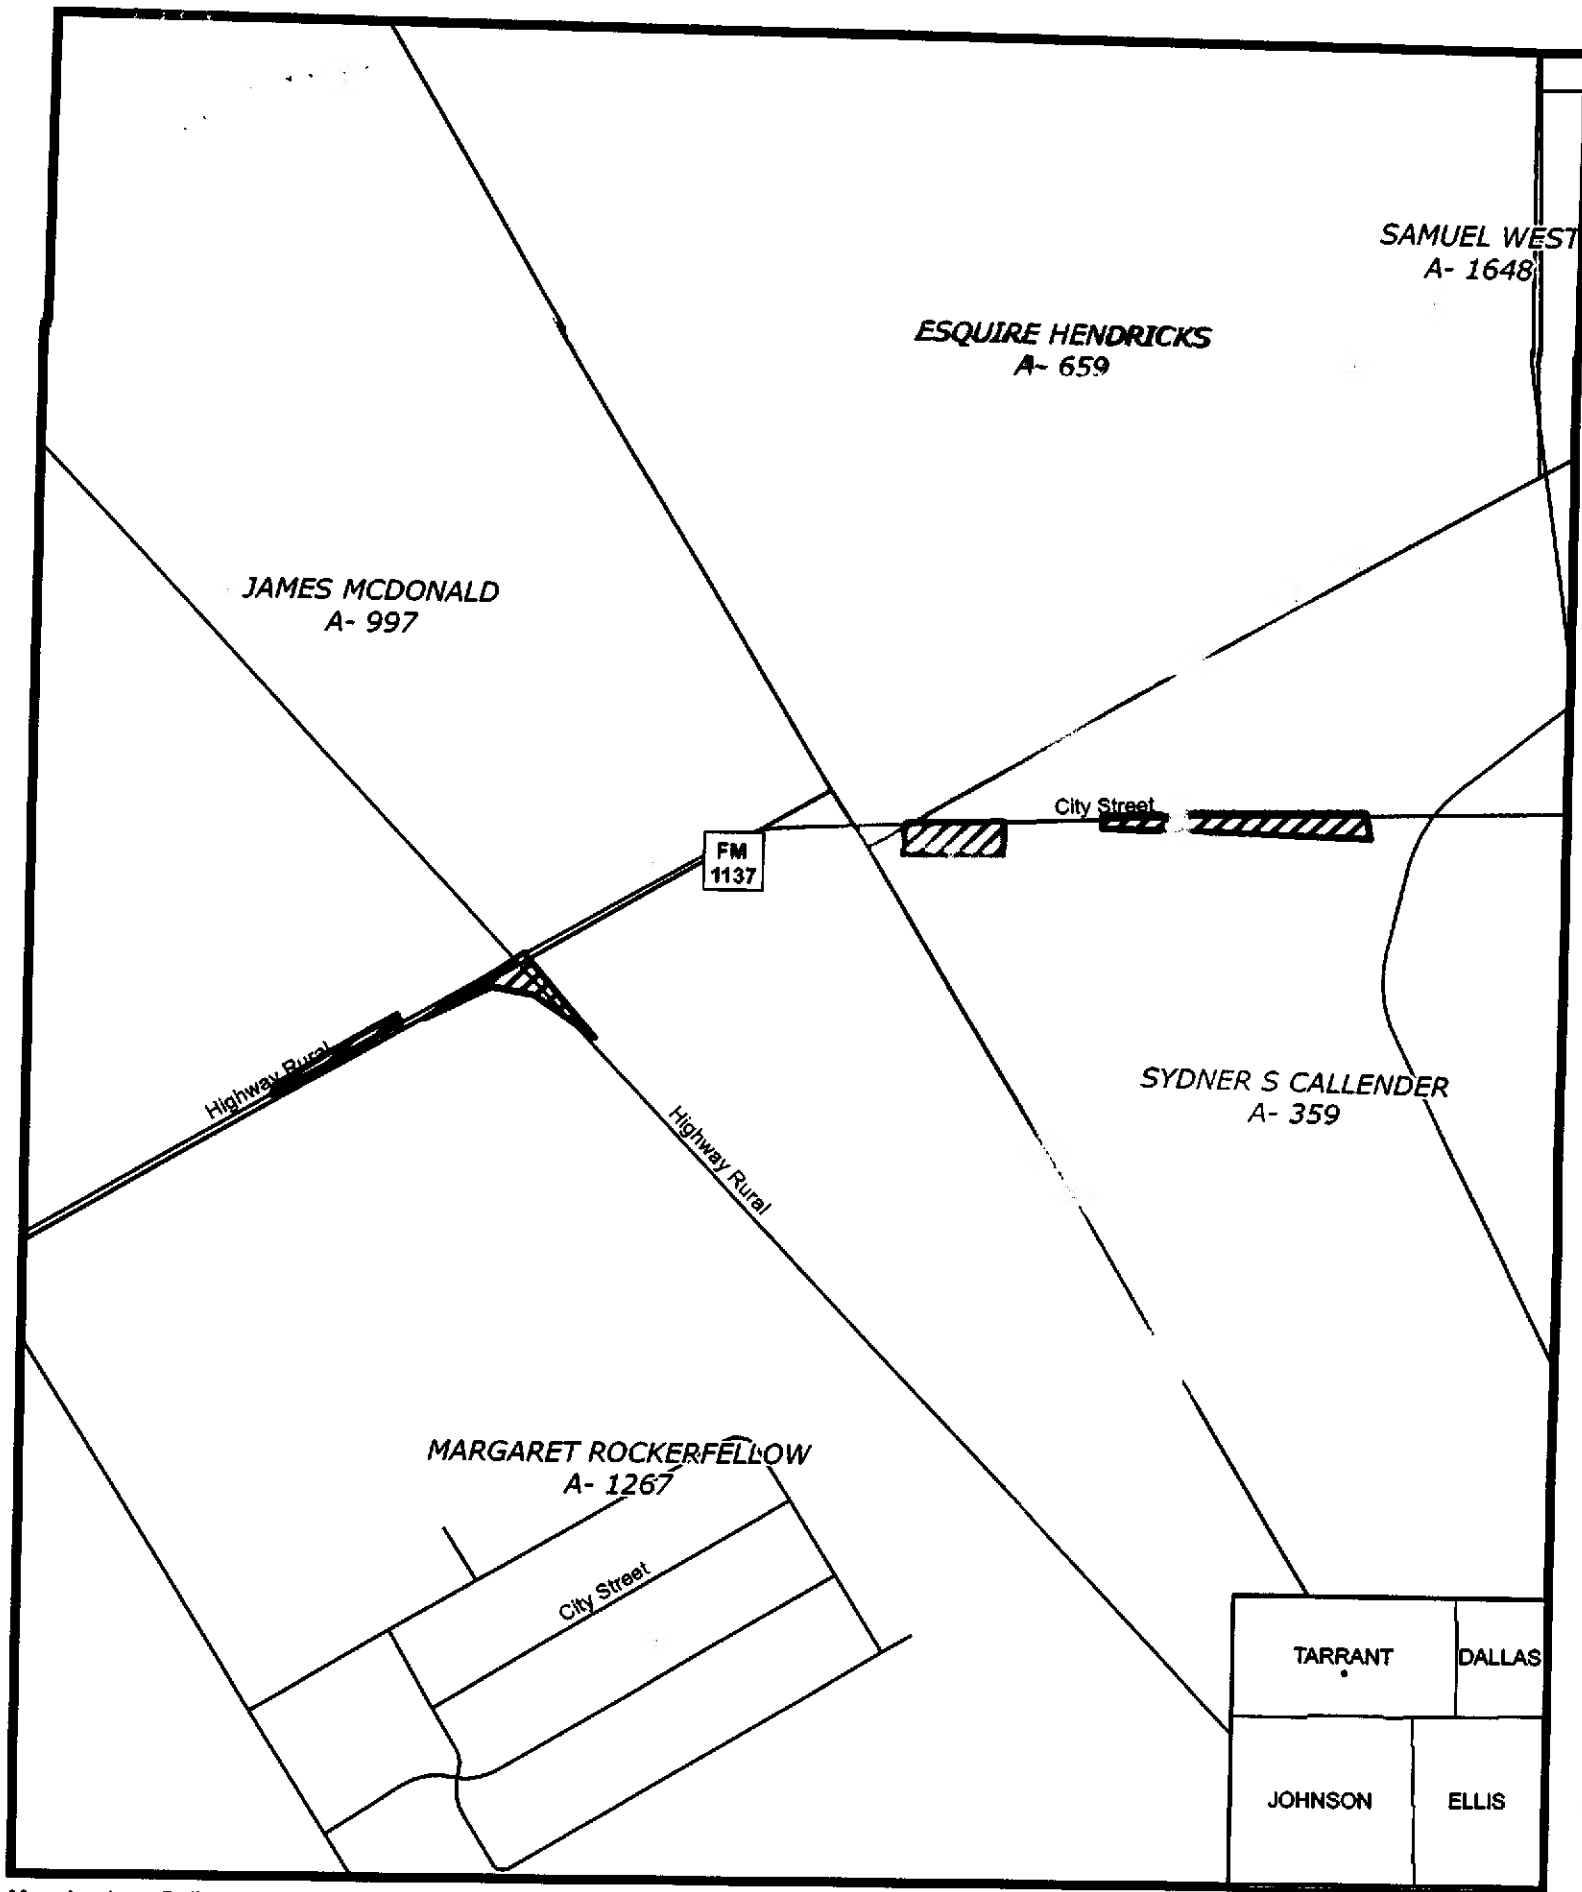 SAMUEL WEST
A- 1648
ESQUIRE HENDRICKS
A- 659
JAMES MCDONALD
A- 997
City Street
FM
1137
Highway Rural
Highway Rural
SYDNER S CALLENDER
A- 359
MARGARET ROCKERFELLOW
A- 1267
City Street
TARRANT
DALLAS
JOHNSON
ELLIS